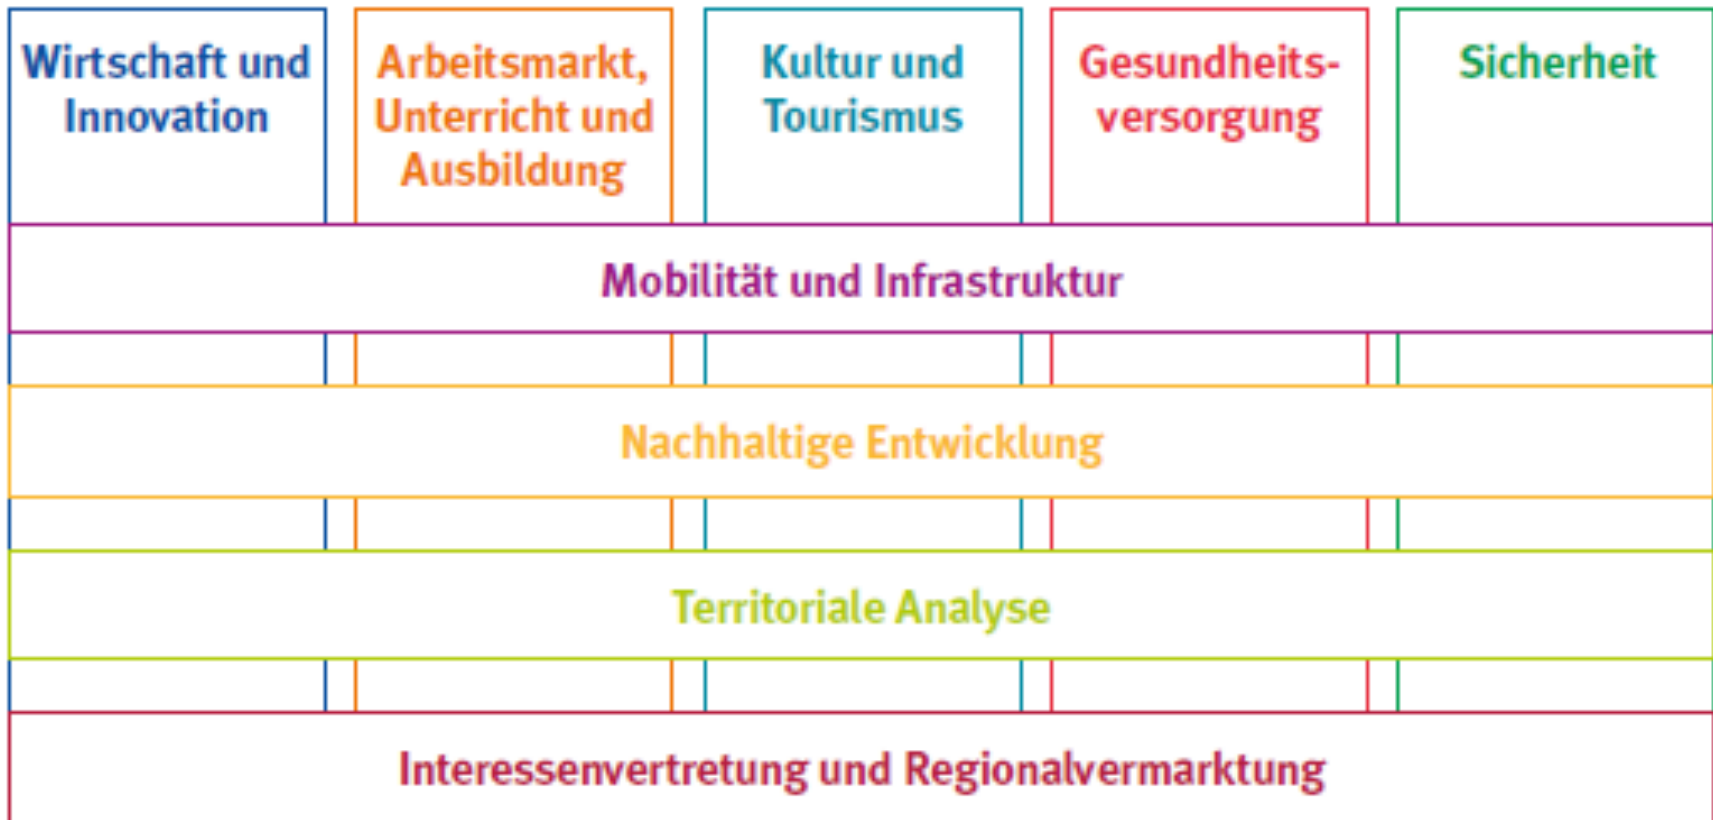 Wirtschaft und
Innovation
Arbeitsmarkt,
Unterricht und
Ausbildung
Kultur und
Tourismus
Gesundheits-
versorgung
Sicherheit
Mobilität und Infrastruktur
Nachhaltige Entwicklung
Territoriale Analyse
Interessenvertretung und Regionalvermarktung